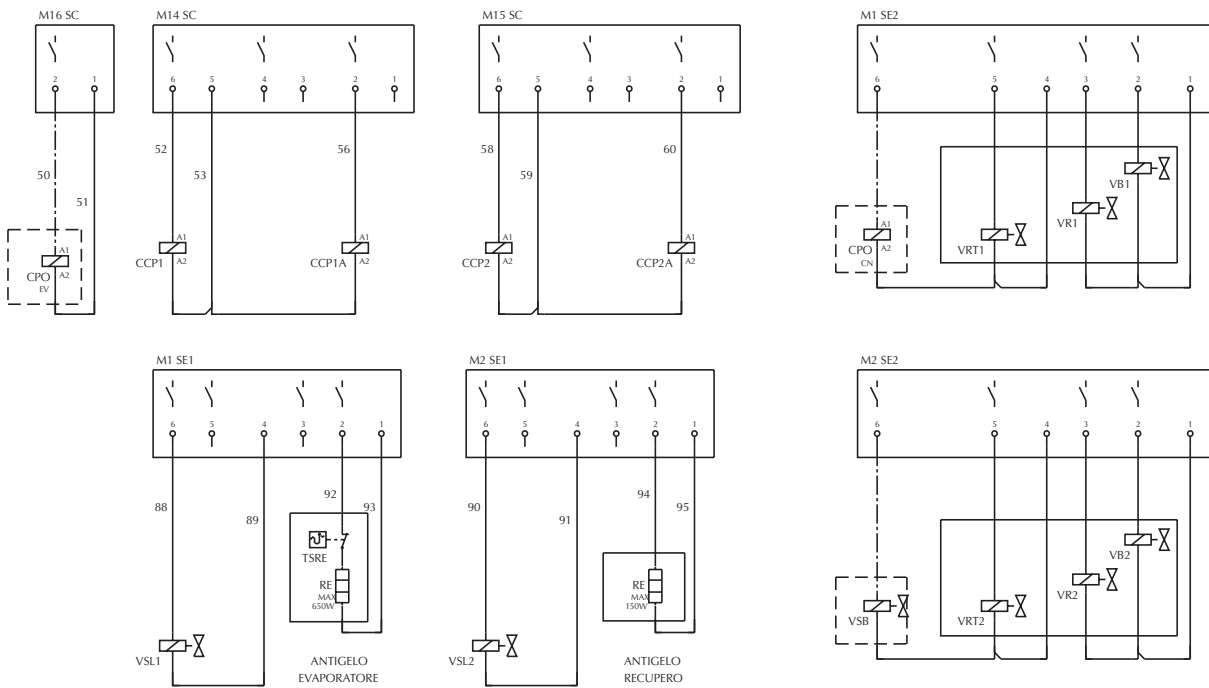 M16 SC
M14 SC
M15 SC
M1 SE2
2 1
6 5 4 3 2 1
6 5 4 3 2 1
6 5 4 3 2 1
50
51
52
53
56
58
59
60
VB1
VR1
VRT1
A1
CPO A2
EV
A1
CCP1 A2
A1
CCP1A A2
A1
CCP2 A2
A1
CCP2A A2
A1
CPO A2
CN
M1 SE1
M2 SE1
M2 SE2
6 5 4 3 2 1
6 5 4 3 2 1
6 5 4 3 2 1
88
89
92
93
90
91
94
95
TSRE
RE
MAX
650W
RE
MAX
150W
VSL1
VSL2
ANTIGELO
EVAPORATORE
ANTIGELO
RECUPERO
VB2
VR2
VSB
VRT2